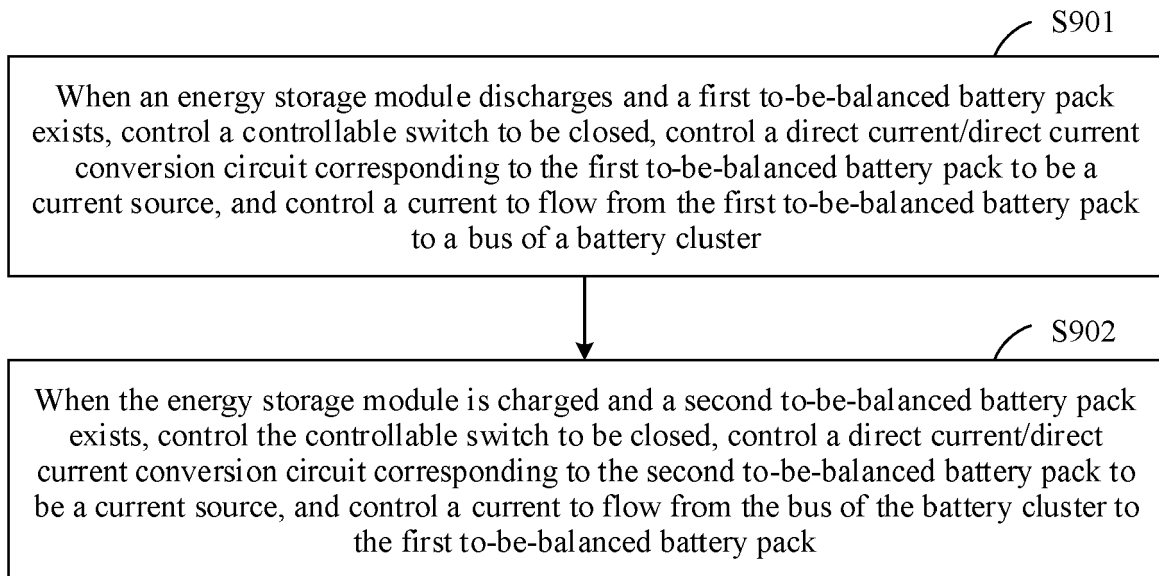 S901
When an energy storage module discharges and a first to-be-balanced battery pack
exists, control a controllable switch to be closed, control a direct current/direct current
conversion circuit corresponding to the first to-be-balanced battery pack to be a
current source, and control a current to flow from the first to-be-balanced battery pack
to a bus of a battery cluster
S902
When the energy storage module is charged and a second to-be-balanced battery pack
exists, control the controllable switch to be closed, control a direct current/direct
current conversion circuit corresponding to the second to-be-balanced battery pack to
be a current source, and control a current to flow from the bus of the battery cluster to
the first to-be-balanced battery pack